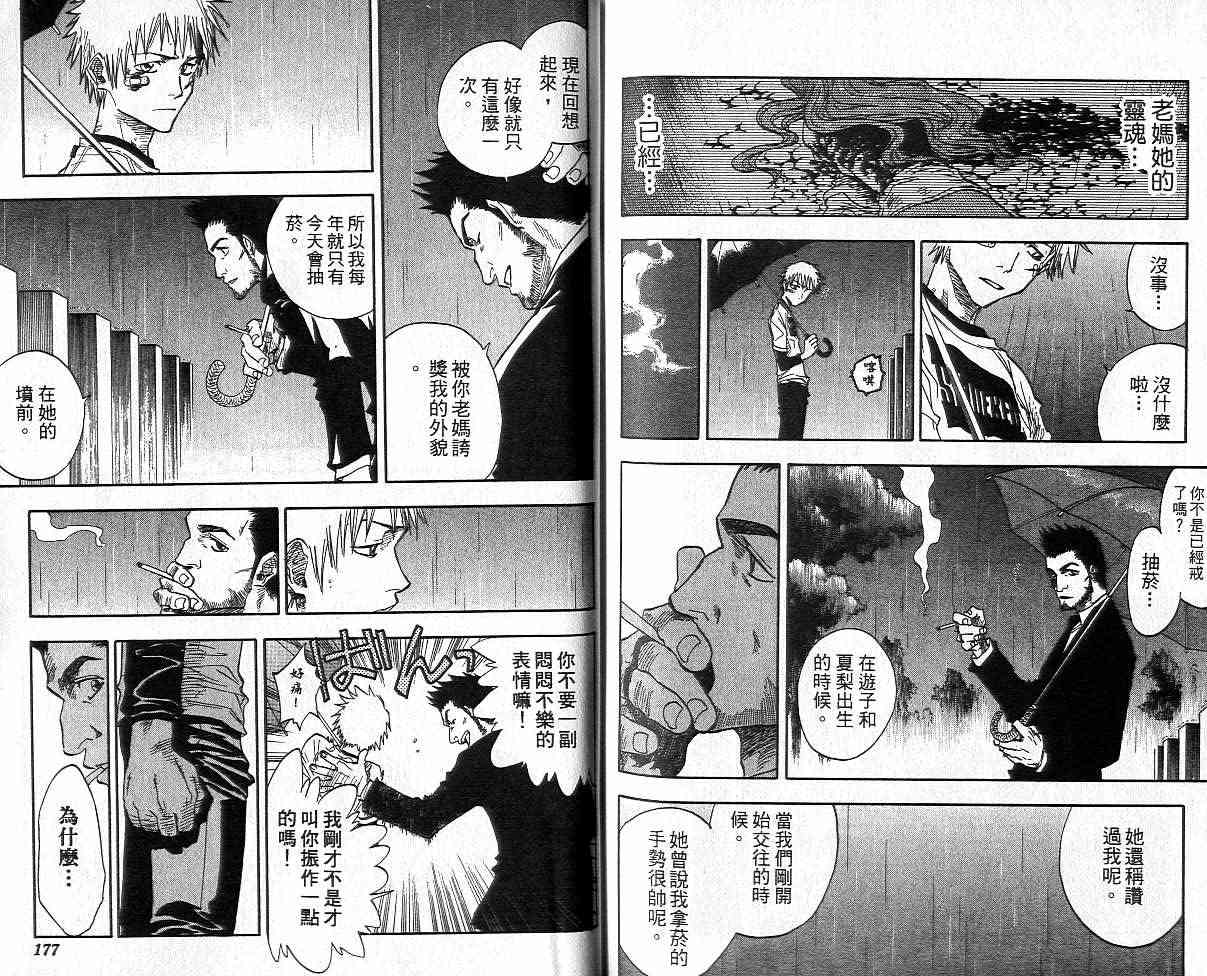 老媽她的
靈魂…
…已經…
沒事…
沒什麼
啦…
喀嘰
你不是已經戒
了嗎？
抽菸…
在遊子和
夏梨出生
的時候。
她還稱讚
過我呢。
當我們剛開
始交往的時
候。
她曾說我拿菸的
手勢很帥呢。
現在回想
起來，
好像就只
有這麼一
次。
被你老媽誇
獎我的外貌
。
所以我每
年就只有
今天會抽
菸。
在她的
墳前。
你不要一副
悶悶不樂的
表情嘛！
ばんっ
好痛！
我剛才不是才
叫你振作一點
的嗎！
為什麼…
177